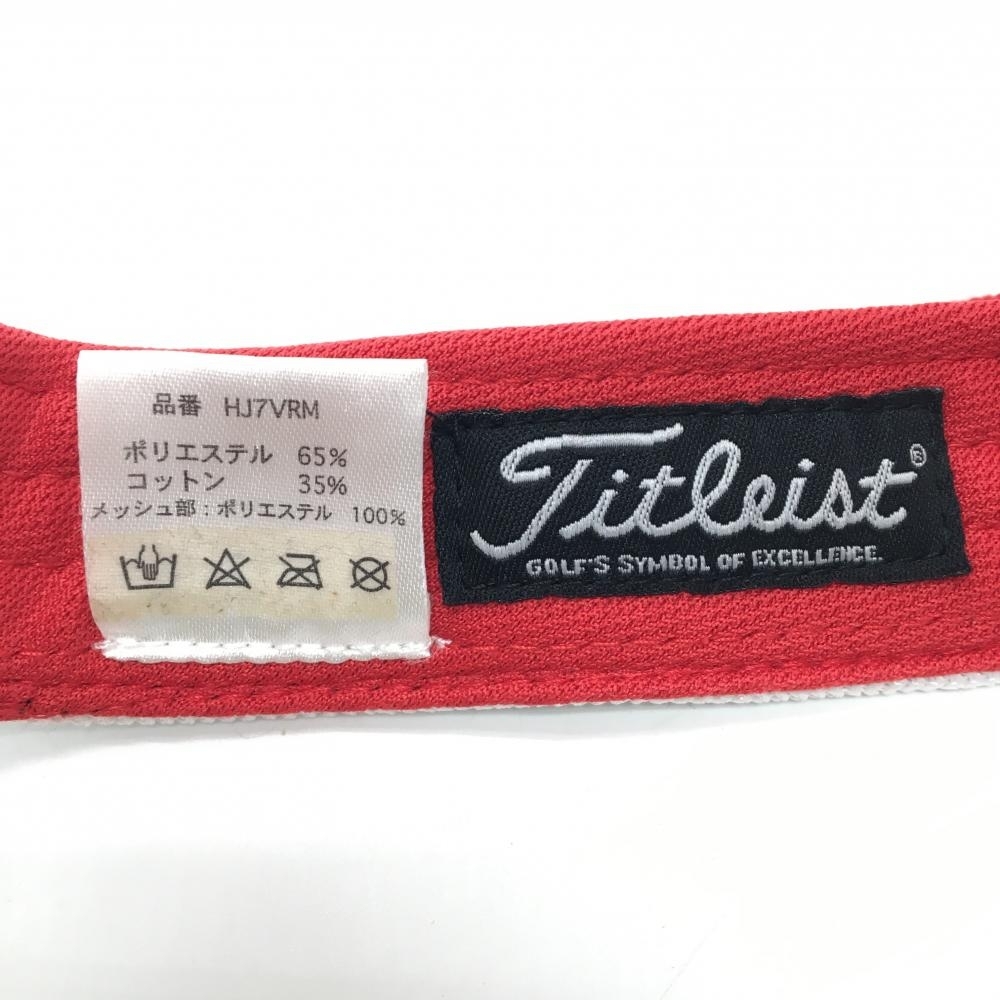 品番 HJ7VRM
ポリエステル 65%
コットン 35%
メッシュ部：ポリエステル 100%
Titleist®
GOLF'S SYMBOL OF EXCELLENCE.